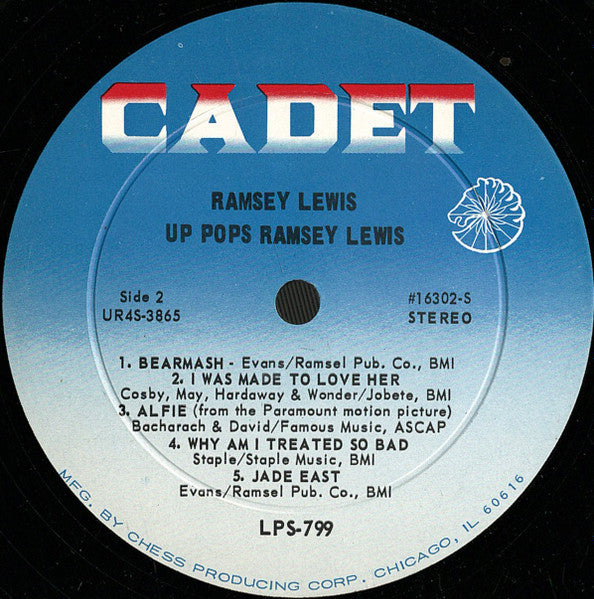 CADET
RAMSEY LEWIS
UP POPS RAMSEY LEWIS
Side 2
UR4S-3865
#16302-S
STEREO
1. BEARMASH - Evans/Ramsel Pub. Co., BMI
2. I WAS MADE TO LOVE HER
Cosby, May, Hardaway & Wonder/Jobete, BMI
3. ALFIE (from the Paramount motion picture)
Bacharach & David/Famous Music, ASCAP
4. WHY AM I TREATED SO BAD
Staple/Staple Music, BMI
5. JADE EAST
Evans/Ramsel Pub. Co., BMI
LPS-799
MFG. BY CHESS PRODUCING CORP. CHICAGO, IL 60616